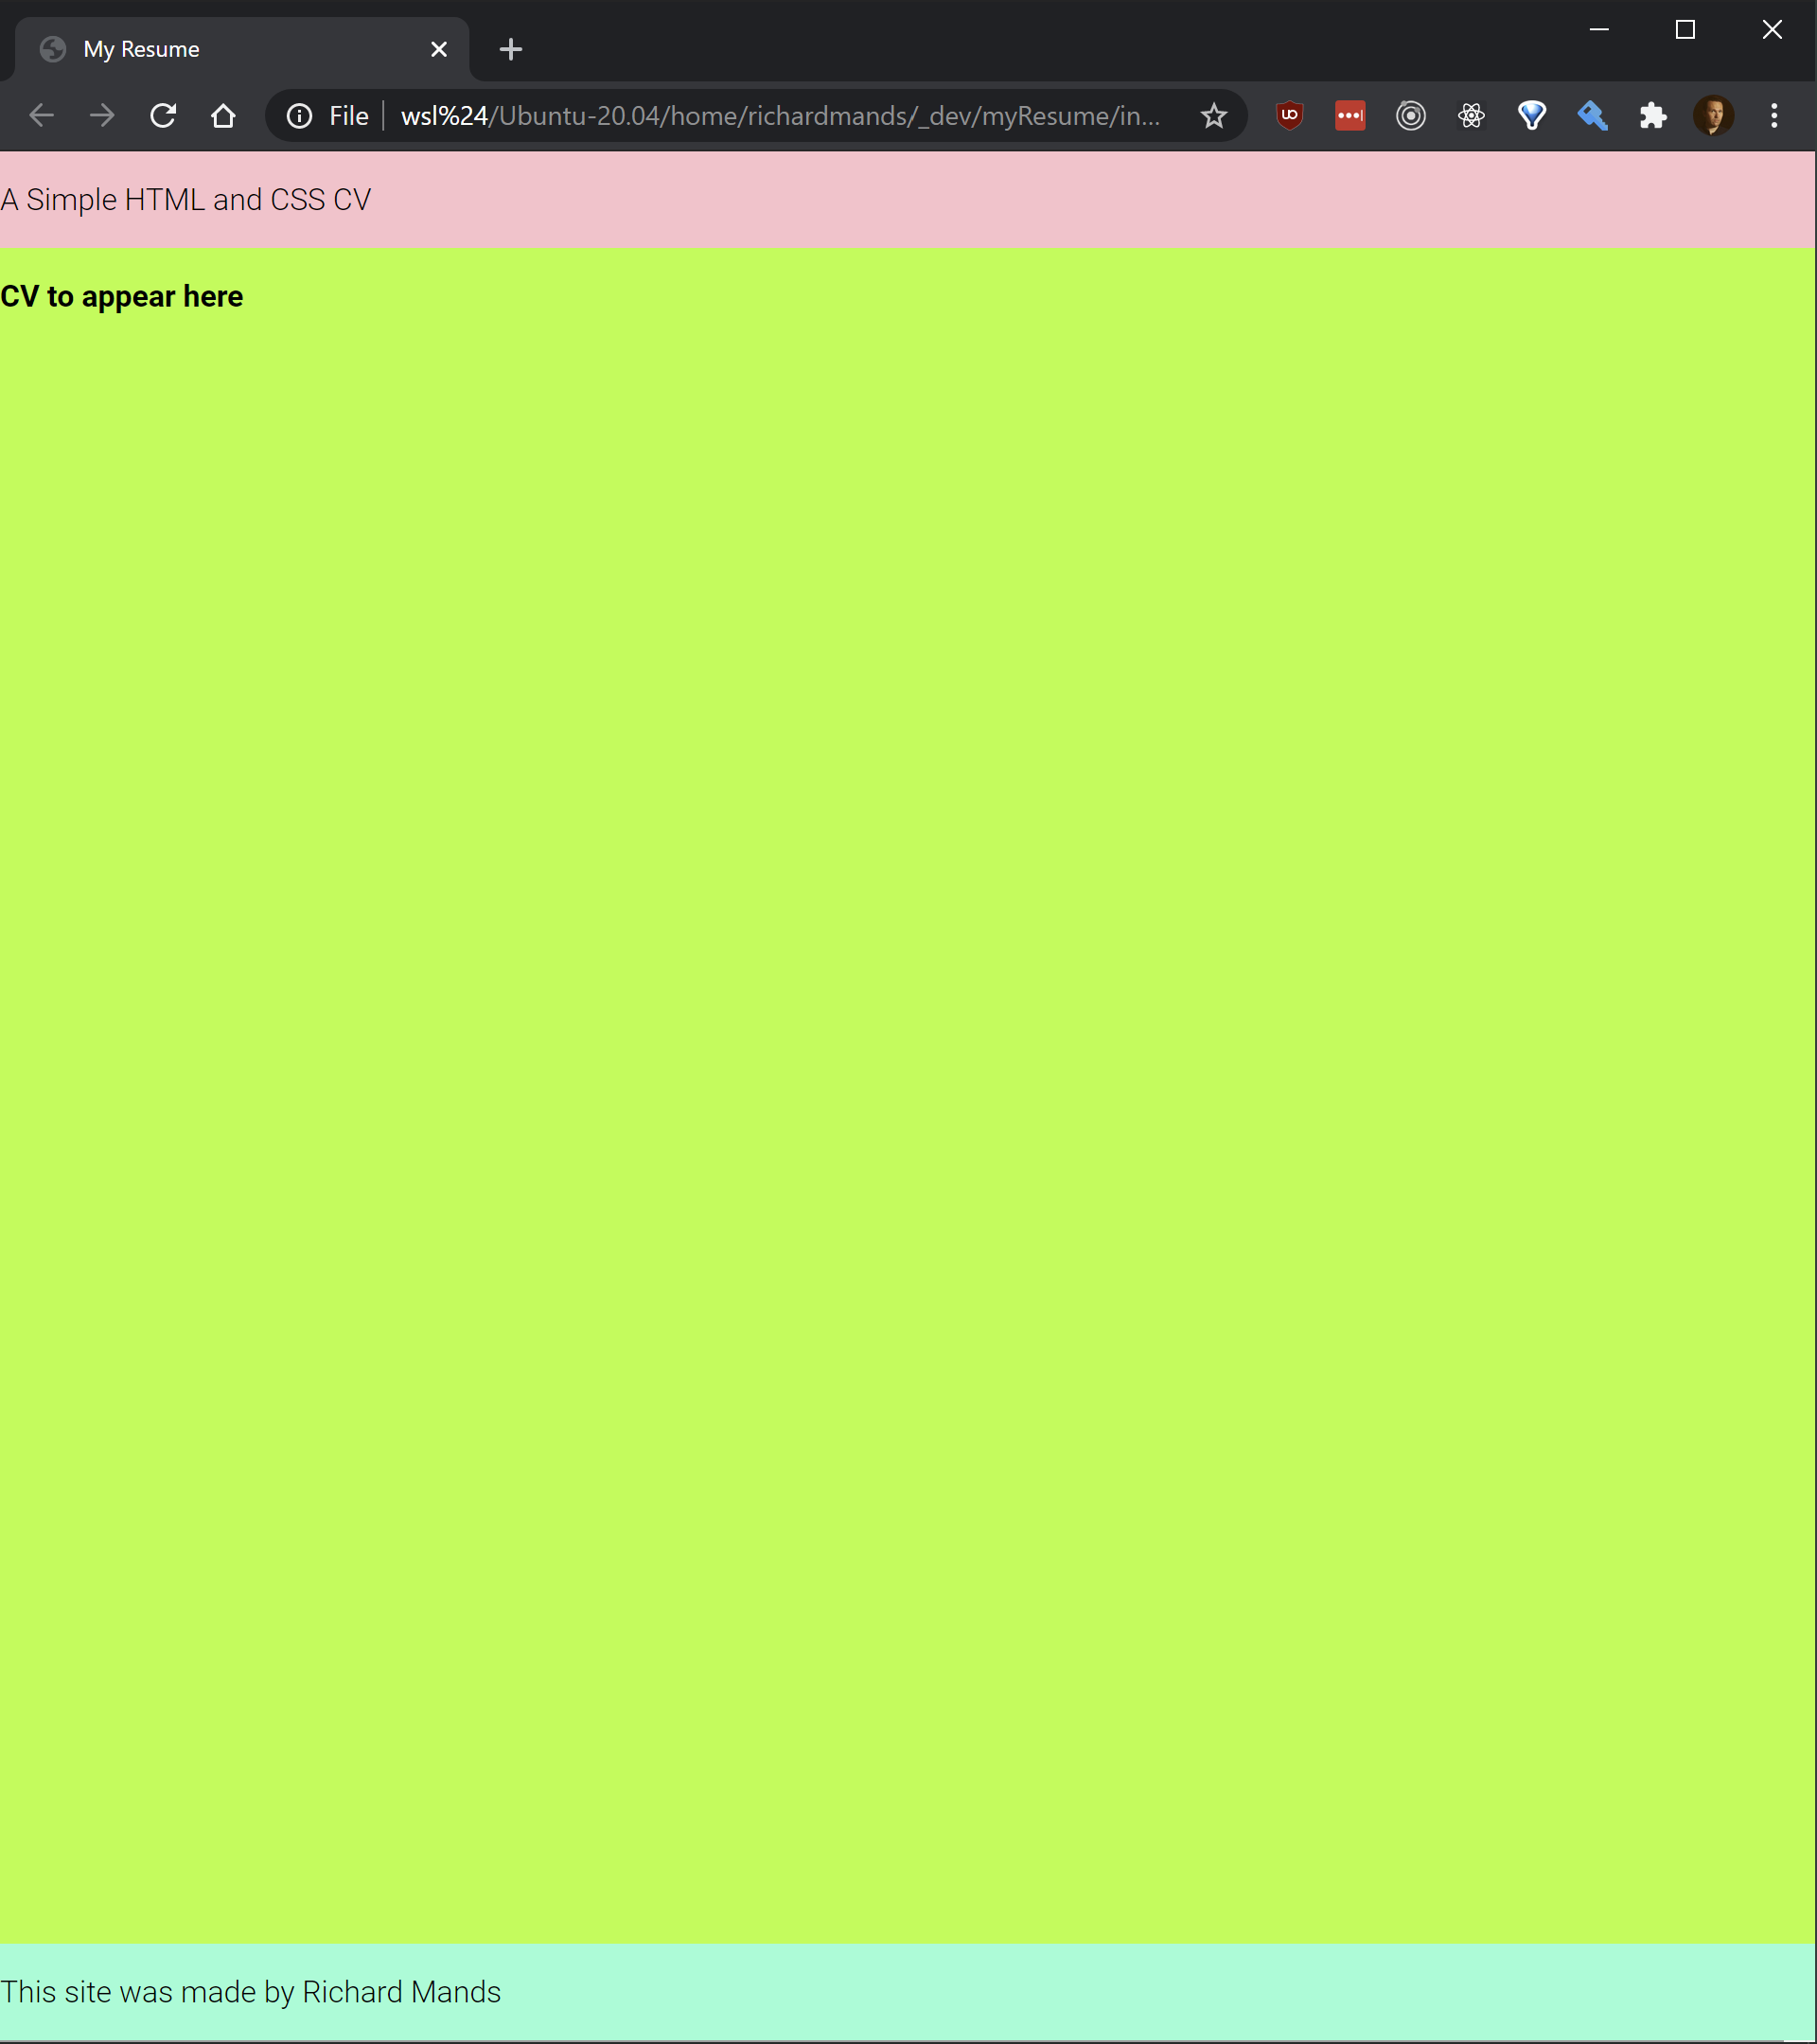 My Resume
File wsl%24/Ubuntu-20.04/home/richardmands/_dev/myResume/in...
A Simple HTML and CSS CV
CV to appear here
This site was made by Richard Mands